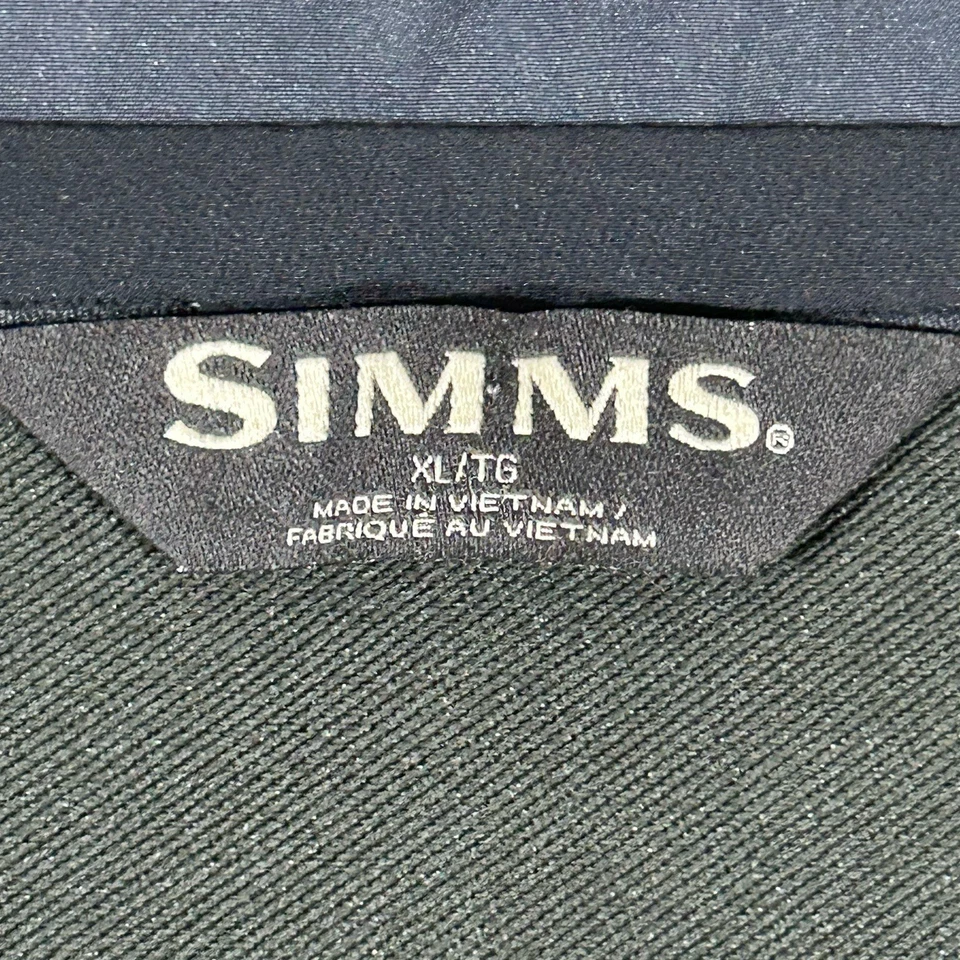 SIMMS®
XL/TG
MADE IN VIETNAM /
FABRIQUÉ AU VIETNAM